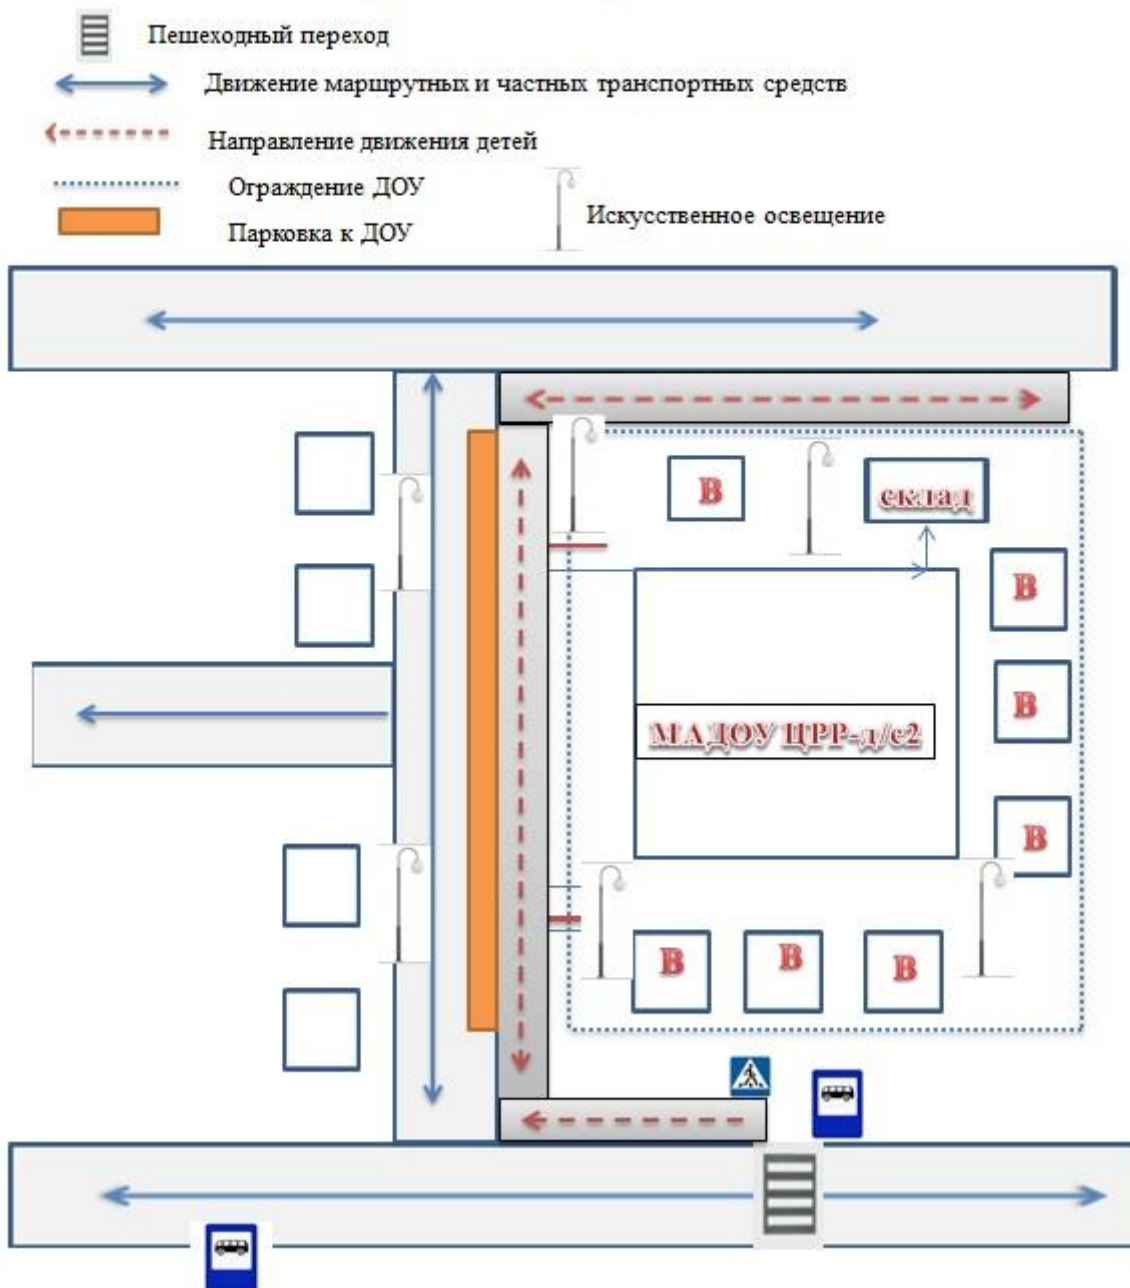 Пешеходный переход
Движение маршрутных и частных транспортных средств
Направление движения детей
Ограждение ДОУ
Искусственное освещение
Парковка к ДОУ
В
склад
В
В
МАДОУ ЦРР-д/с2
В
В
В
В